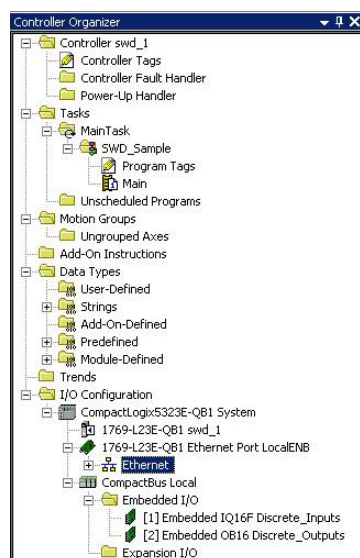 Controller Organizer
Controller swd_1
Controller Tags
Controller Fault Handler
Power-Up Handler
Tasks
MainTask
SWD_Sample
Program Tags
Main
Unscheduled Programs
Motion Groups
Ungrouped Axes
Add-On Instructions
Data Types
User-Defined
Strings
Add-On-Defined
Predefined
Module-Defined
Trends
I/O Configuration
CompactLogix5323E-QB1 System
1769-L23E-QB1 swd_1
1769-L23E-QB1 Ethernet Port LocalENB
Ethernet
CompactBus Local
Embedded I/O
[1] Embedded IQ16F Discrete_Inputs
[2] Embedded OB16 Discrete_Outputs
Expansion I/O